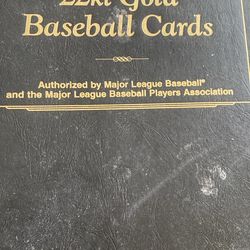 22kt Gold
Baseball Cards
Authorized by Major League Baseball®
and the Major League Baseball Players Association